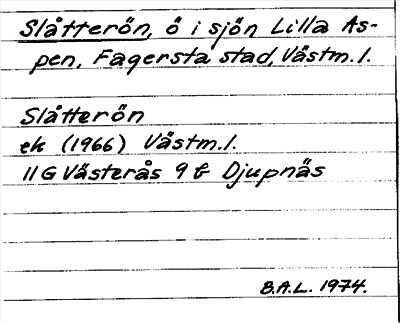 Slåtterön, ö i sjön Lilla As-
pen, Fagersta stad, Västm. l.
Slåtterön
ek (1966) Västm. l.
11 G Västerås 9 b Djupnäs
B.A.L. 1974.